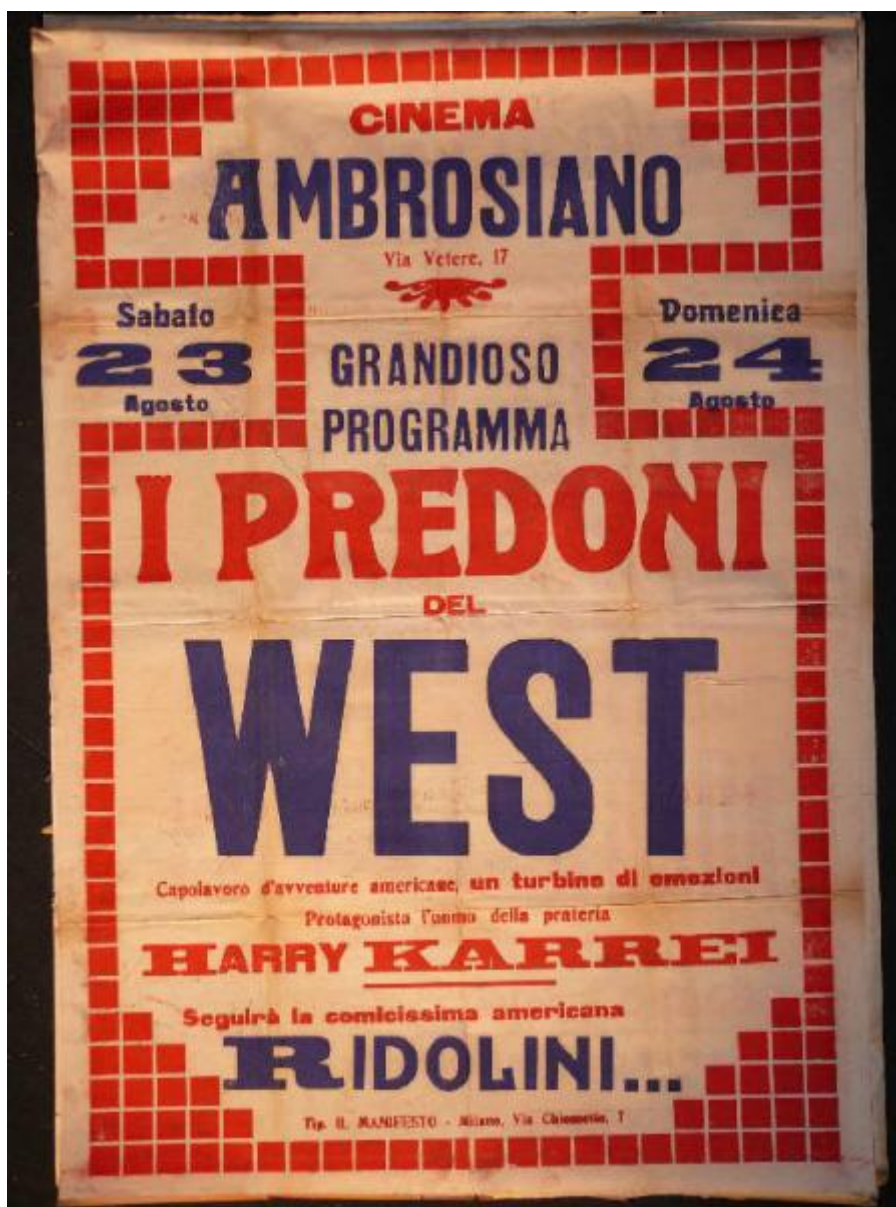 CINEMA
AMBROSIANO
Via Vetere, 17
Sabato
23
Agosto
Domenica
24
Agosto
GRANDIOSO
PROGRAMMA
I PREDONI
DEL
WEST
Capolavoro d'avventure americane, un turbine di emozioni
Protagonista l'uomo della prateria
HARRY KARREI
Seguirà la comicissima americana
RIDOLINI...
Tip. IL MANIFESTO - Milano, Via 7